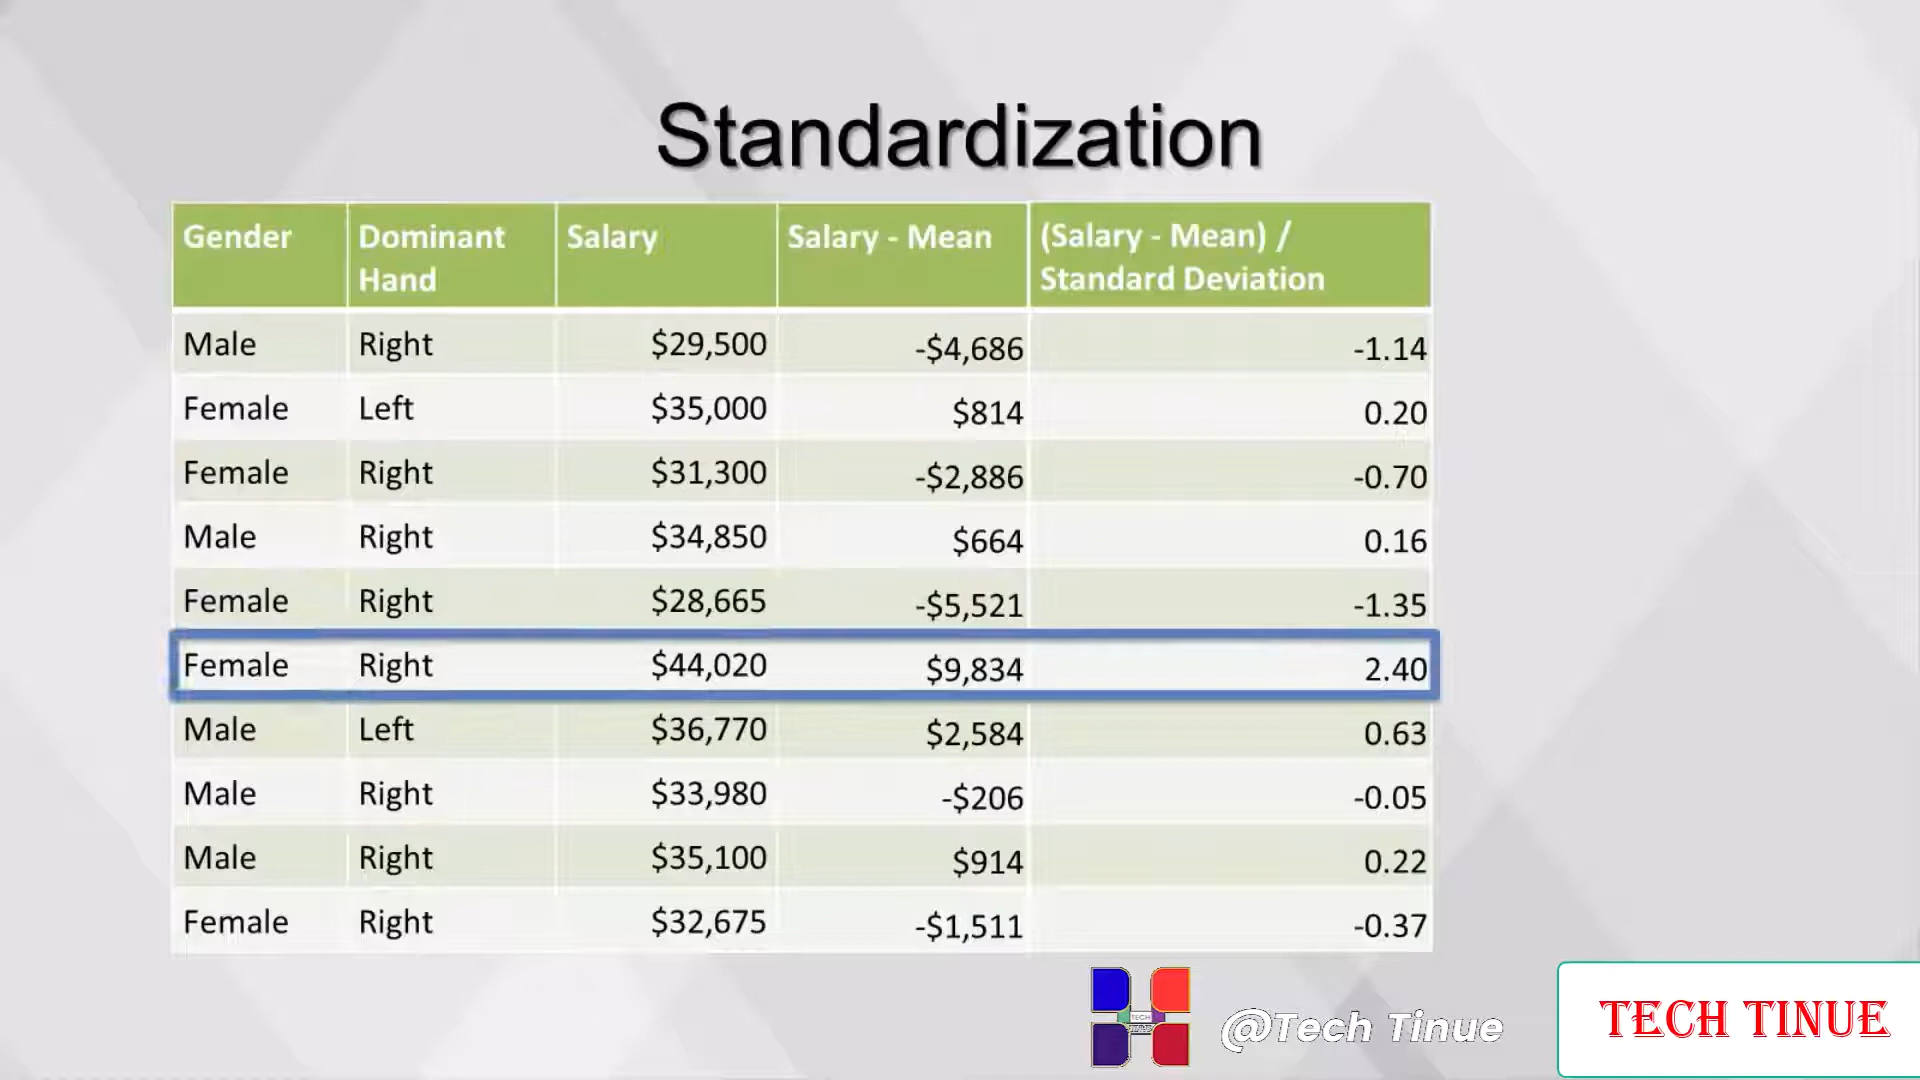 Standardization
Gender Dominant Hand Salary Salary - Mean (Salary - Mean) / Standard Deviation
Male Right $29,500 -$4,686 -1.14
Female Left $35,000 $814 0.20
Female Right $31,300 -$2,886 -0.70
Male Right $34,850 $664 0.16
Female Right $28,665 -$5,521 -1.35
Female Right $44,020 $9,834 2.40
Male Left $36,770 $2,584 0.63
Male Right $33,980 -$206 -0.05
Male Right $35,100 $914 0.22
Female Right $32,675 -$1,511 -0.37
TECH
@Tech Tinue
TECH TINUE